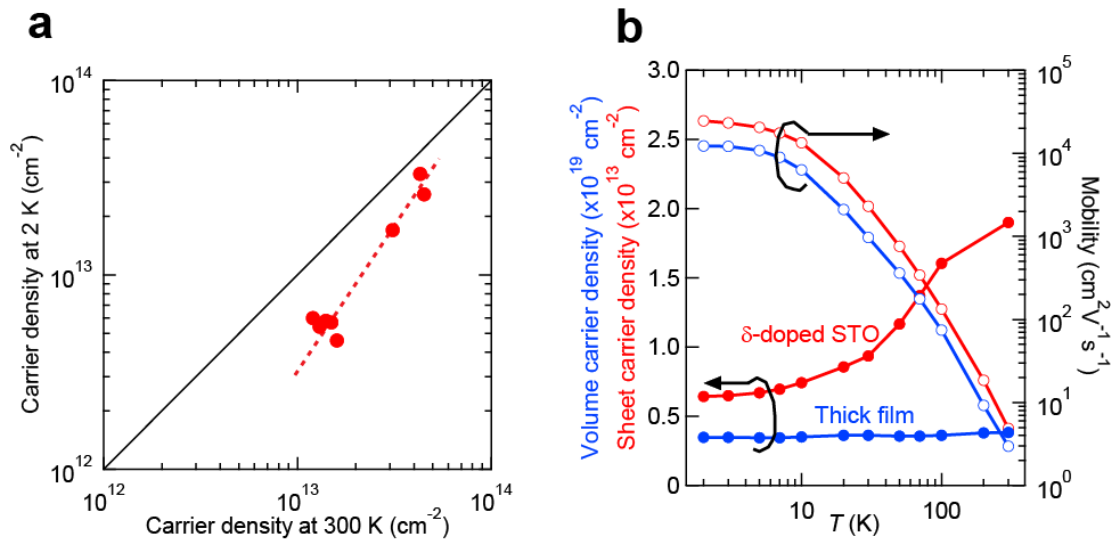 a
10^14
10^13
10^12
Carrier density at 2 K (cm^-2)
10^12
10^13
10^14
Carrier density at 300 K (cm^-2)
b
3.0
2.5
2.0
1.5
1.0
0.5
0
Volume carrier density (x10^19 cm^-2)
Sheet carrier density (x10^13 cm^-2)
δ-doped STO
Thick film
10
100
T (K)
10^5
10^4
10^3
10^2
10^1
10^0
Mobility (cm^2V^-1s^-1)